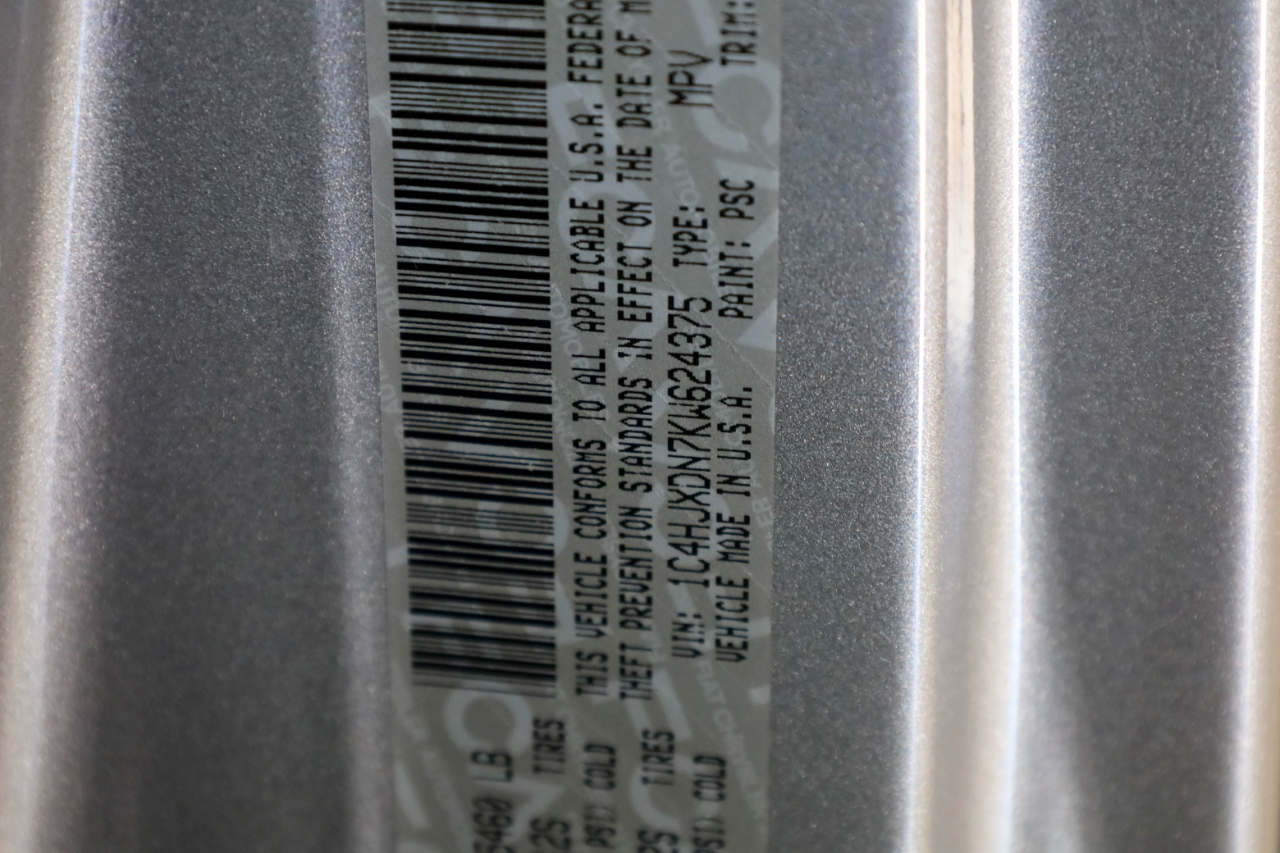 5460 LB
2S TIRES
PSI) COLD
TIRES
PSI) COLD
THIS VEHICLE CONFORMS TO ALL APPLICABLE U.S.A. FEDERA
THEFT PREVENTION STANDARDS IN EFFECT ON THE DATE OF M
VIN: 1C4HJXDN7KW624375 TYPE: MPV
VEHICLE MADE IN U.S.A. PAINT: PSC TRIM: